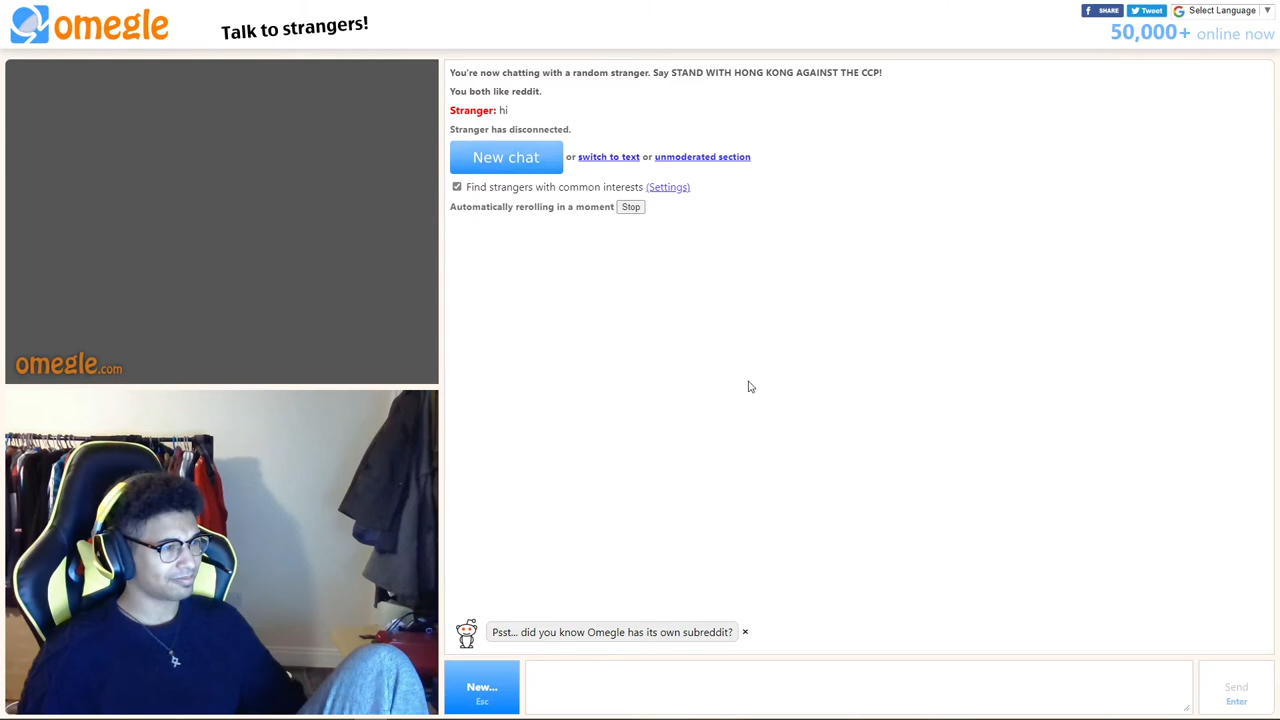 omegle
Talk to strangers!
SHARE
Tweet
Select Language ▼
50,000+ online now
You're now chatting with a random stranger. Say STAND WITH HONG KONG AGAINST THE CCP!
You both like reddit.
Stranger: hi
Stranger has disconnected.
New chat or switch to text or unmoderated section
Find strangers with common interests (Settings)
Automatically rerolling in a moment Stop
omegle.com
Psst... did you know Omegle has its own subreddit? ×
New...
Esc
Send
Enter